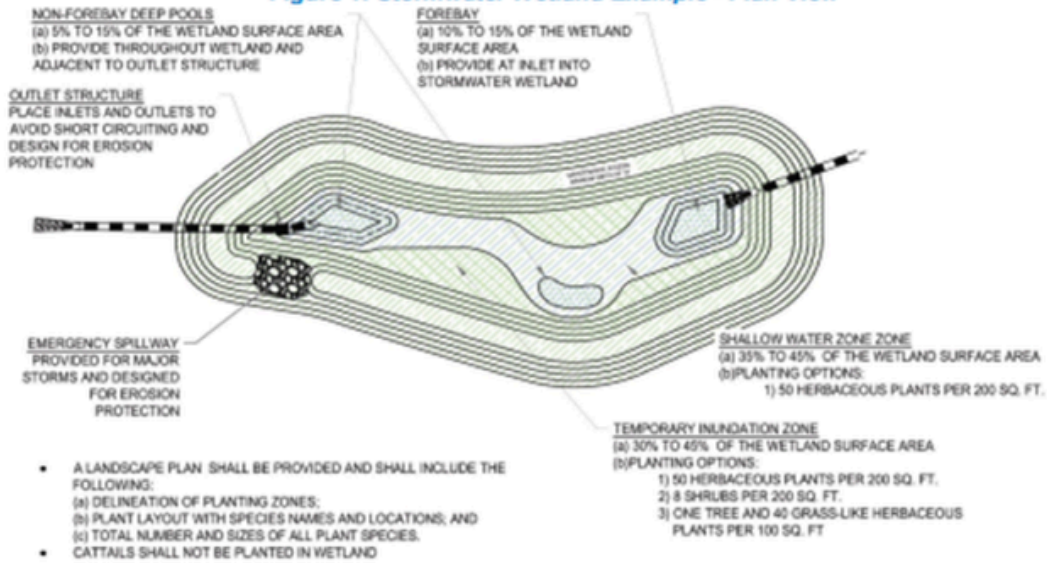 Figure 1: Stormwater Wetland Example - Plan View
NON-FOREBAY DEEP POOLS
(a) 5% TO 15% OF THE WETLAND SURFACE AREA
(b) PROVIDE THROUGHOUT WETLAND AND
ADJACENT TO OUTLET STRUCTURE
FOREBAY
(a) 10% TO 15% OF THE WETLAND
SURFACE AREA
(b) PROVIDE AT INLET INTO
STORMWATER WETLAND
OUTLET STRUCTURE
PLACE INLETS AND OUTLETS TO
AVOID SHORT CIRCUITING AND
DESIGN FOR EROSION
PROTECTION
EMERGENCY SPILLWAY
PROVIDED FOR MAJOR
STORMS AND DESIGNED
FOR EROSION
PROTECTION
SHALLOW WATER ZONE ZONE
(a) 35% TO 45% OF THE WETLAND SURFACE AREA
(b)PLANTING OPTIONS:
1) 50 HERBACEOUS PLANTS PER 200 SQ. FT.
TEMPORARY INUNDATION ZONE
(a) 30% TO 45% OF THE WETLAND SURFACE AREA
(b)PLANTING OPTIONS:
1) 50 HERBACEOUS PLANTS PER 200 SQ. FT.
2) 8 SHRUBS PER 200 SQ. FT.
3) ONE TREE AND 40 GRASS-LIKE HERBACEOUS
PLANTS PER 100 SQ. FT
• A LANDSCAPE PLAN SHALL BE PROVIDED AND SHALL INCLUDE THE
FOLLOWING:
(a) DELINEATION OF PLANTING ZONES;
(b) PLANT LAYOUT WITH SPECIES NAMES AND LOCATIONS; AND
(c) TOTAL NUMBER AND SIZES OF ALL PLANT SPECIES.
• CATTAILS SHALL NOT BE PLANTED IN WETLAND